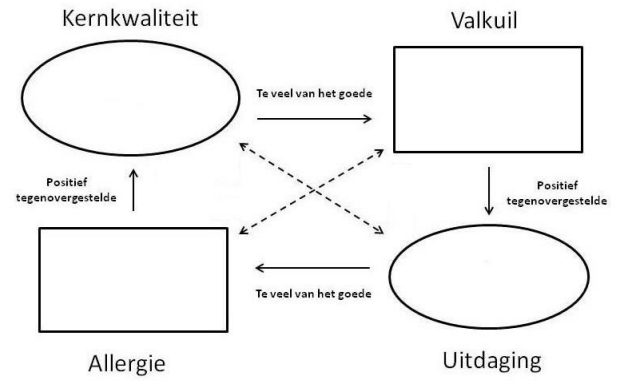 Kernkwaliteit
Valkuil
Te veel van het goede
Positief
tegenovergestelde
Positief
tegenovergestelde
Te veel van het goede
Allergie
Uitdaging